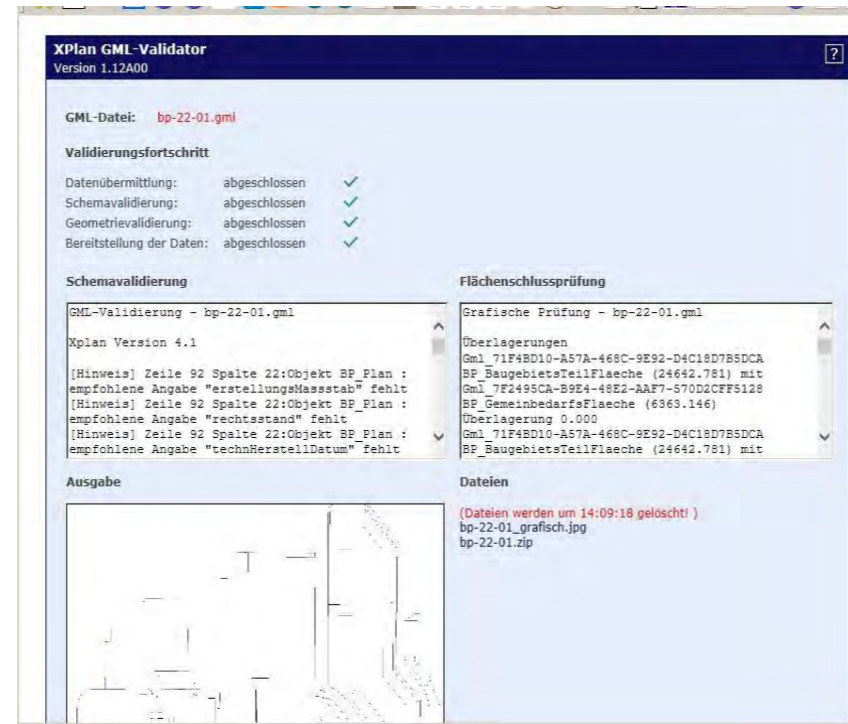 XPlan GML-Validator
Version 1.12A00
?
GML-Datei: bp-22-01.gml
Validierungsfortschritt
Datenübermittlung: abgeschlossen
Schemavalidierung: abgeschlossen
Geometrievalidierung: abgeschlossen
Bereitstellung der Daten: abgeschlossen
Schemavalidierung
GML-Validierung - bp-22-01.gml
Xplan Version 4.1
[Hinweis] Zeile 92 Spalte 22:Objekt BP_Plan :
empfohlene Angabe "erstellungsMassstab" fehlt
[Hinweis] Zeile 92 Spalte 22:Objekt BP_Plan :
empfohlene Angabe "rechtsstand" fehlt
[Hinweis] Zeile 92 Spalte 22:Objekt BP_Plan :
empfohlene Angabe "technHerstellDatum" fehlt
Flächenschlussprüfung
Grafische Prüfung - bp-22-01.gml
Überlagerungen
Gml_71F4BD10-A57A-468C-9E92-D4C18D7B5DCA
BP_BaugebietsTeilFlaeche (24642.781) mit
Gml_7F2495CA-B9E4-48E2-AAF7-570D2CFF5128
BP_GemeinbedarfsFlaeche (6363.146)
Überlagerung 0.000
Gml_71F4BD10-A57A-468C-9E92-D4C18D7B5DCA
BP_BaugebietsTeilFlaeche (24642.781) mit
Ausgabe
Dateien
(Dateien werden um 14:09:18 gelöscht! )
bp-22-01_grafisch.jpg
bp-22-01.zip